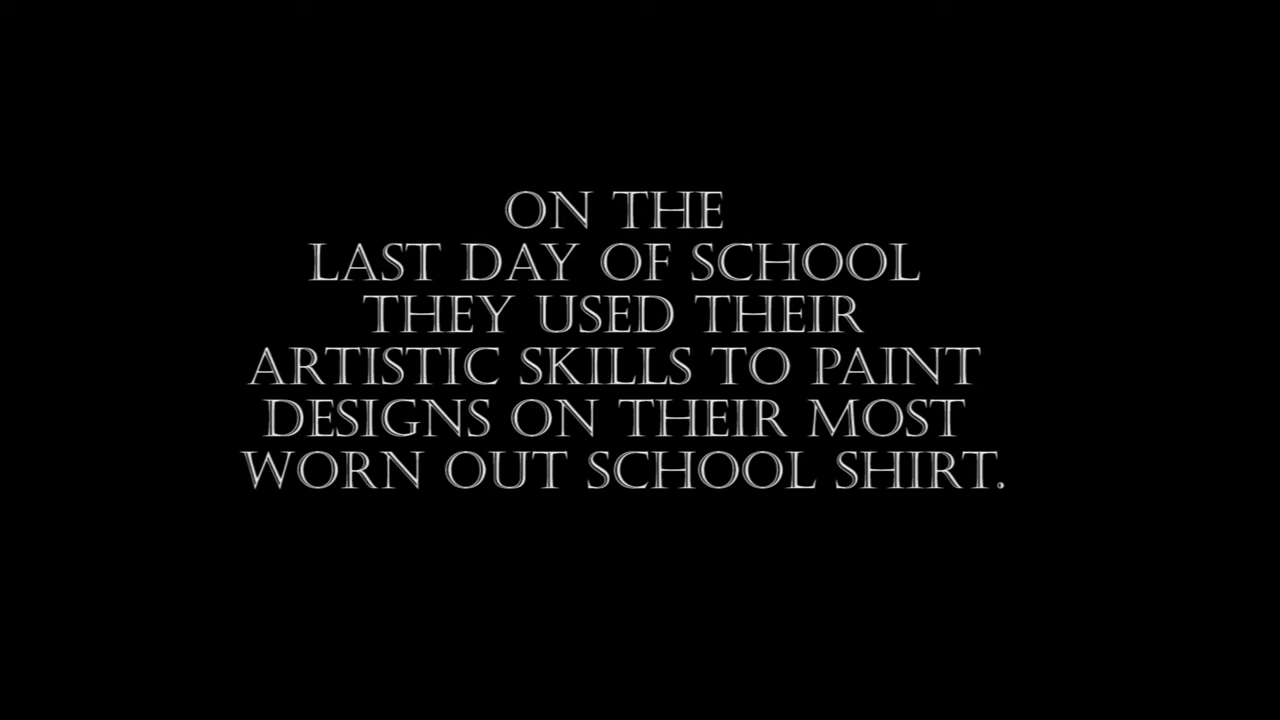 ON THE
LAST DAY OF SCHOOL
THEY USED THEIR
ARTISTIC SKILLS TO PAINT
DESIGNS ON THEIR MOST
WORN OUT SCHOOL SHIRT.